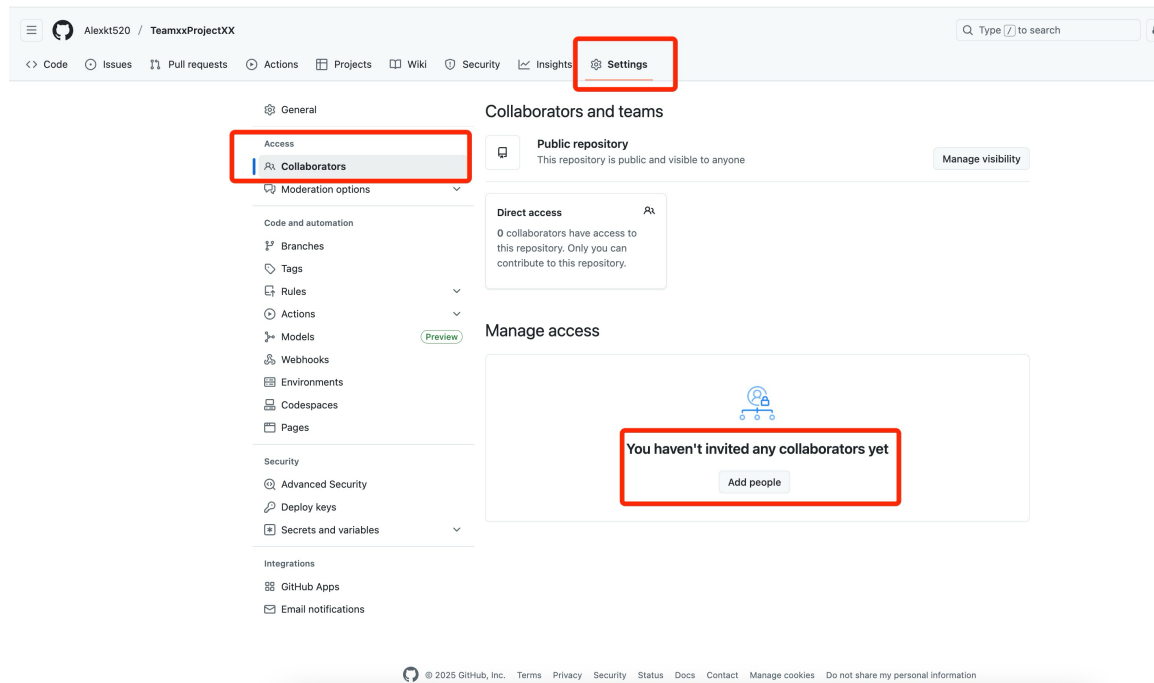 Alexkt520 / TeamxxProjectXX
Type / to search
Code Issues Pull requests Actions Projects Wiki Security Insights Settings
General
Access
Collaborators
Moderation options
Code and automation
Branches
Tags
Rules
Actions
Models Preview
Webhooks
Environments
Codespaces
Pages
Security
Advanced Security
Deploy keys
Secrets and variables
Integrations
GitHub Apps
Email notifications
Collaborators and teams
Public repository
This repository is public and visible to anyone
Manage visibility
Direct access
0 collaborators have access to
this repository. Only you can
contribute to this repository.
Manage access
You haven't invited any collaborators yet
Add people
© 2025 GitHub, Inc. Terms Privacy Security Status Docs Contact Manage cookies Do not share my personal information